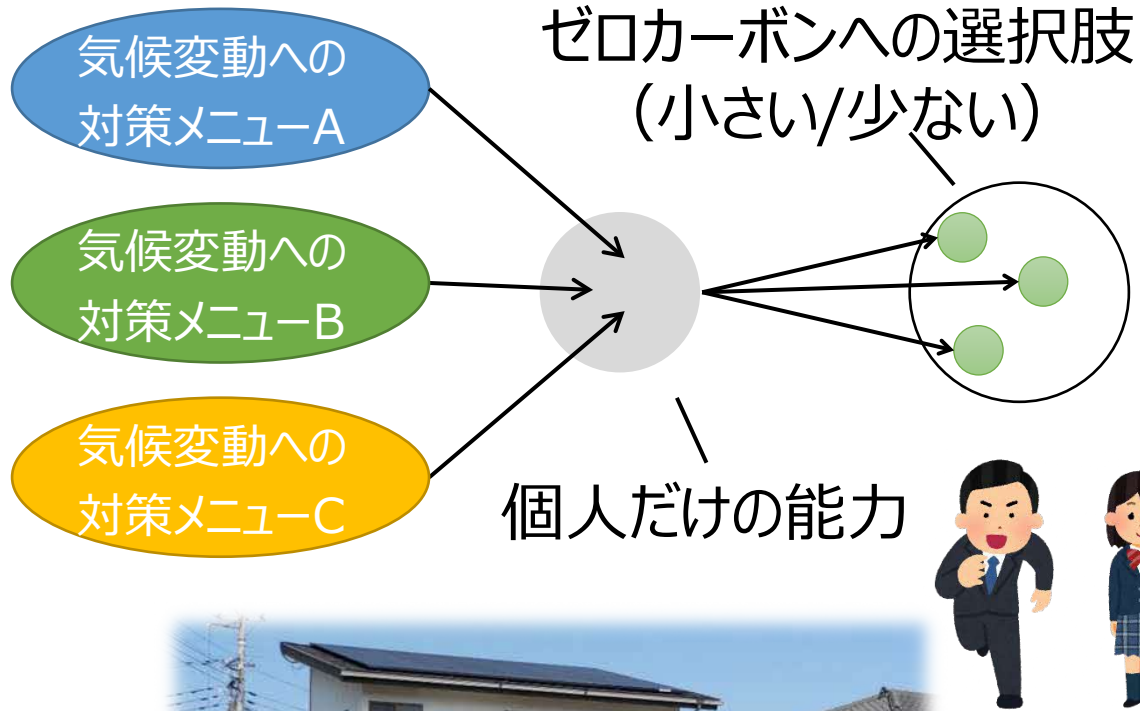 気候変動への
対策メニューA
ゼロカーボンへの選択肢
（小さい/少ない）
気候変動への
対策メニューB
気候変動への
対策メニューC
個人だけの能力